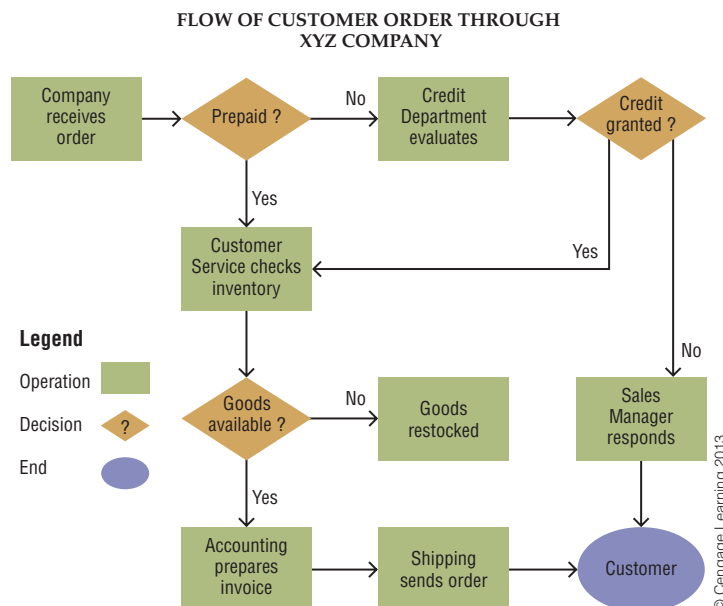 FLOW OF CUSTOMER ORDER THROUGH
XYZ COMPANY
Company
receives
order
Prepaid ?
No
Credit
Department
evaluates
Credit
granted ?
Yes
Yes
Customer
Service checks
inventory
No
Legend
Operation
Decision
?
End
Goods
available ?
No
Goods
restocked
Sales
Manager
responds
Yes
Accounting
prepares
invoice
Shipping
sends order
Customer
© Cengage Learning 2013